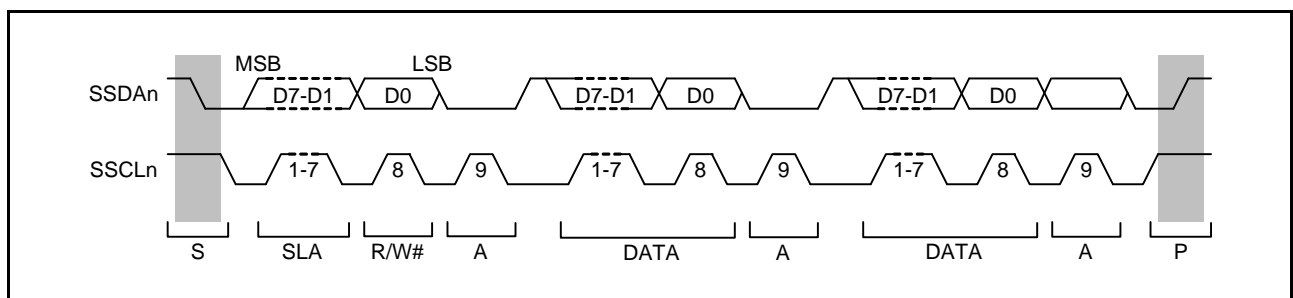 MSB LSB
SSDAn D7-D1 D0 D7-D1 D0 D7-D1 D0
SSCLn 1-7 8 9 1-7 8 9 1-7 8 9
S SLA R/W# A DATA A DATA A P